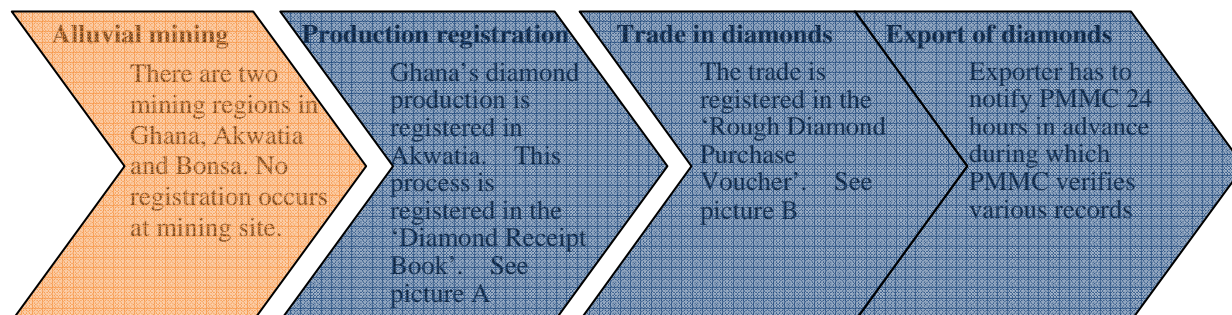 Alluvial mining
There are two
mining regions in
Ghana, Akwatia
and Bonsa. No
registration occurs
at mining site.
Production registration
Ghana's diamond
production is
registered in
Akwatia. This
process is
registered in the
'Diamond Receipt
Book'. See
picture A
Trade in diamonds
The trade is
registered in the
'Rough Diamond
Purchase
Voucher'. See
picture B
Export of diamonds
Exporter has to
notify PMMC 24
hours in advance
during which
PMMC verifies
various records